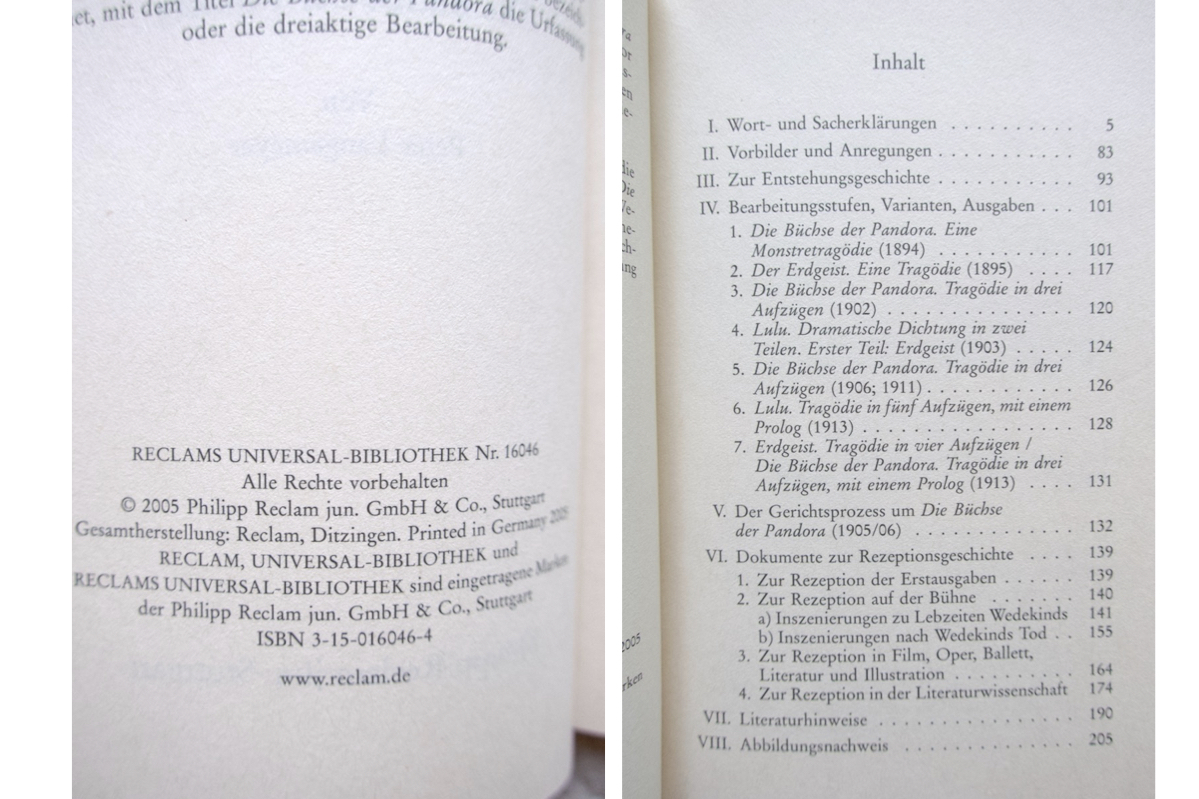 net, mit dem Titel Die Büchse der Pandora die Urfassung
oder die dreiaktige Bearbeitung.
RECLAMS UNIVERSAL-BIBLIOTHEK Nr. 16046
Alle Rechte vorbehalten
© 2005 Philipp Reclam jun. GmbH & Co., Stuttgart
Gesamtherstellung: Reclam, Ditzingen. Printed in Germany 2005
RECLAM, UNIVERSAL-BIBLIOTHEK und
RECLAMS UNIVERSAL-BIBLIOTHEK sind eingetragene Marken
der Philipp Reclam jun. GmbH & Co., Stuttgart
ISBN 3-15-016046-4
www.reclam.de
Inhalt
I. Wort- und Sacherklärungen . . . . . . . . . . 5
II. Vorbilder und Anregungen . . . . . . . . . . 83
III. Zur Entstehungsgeschichte . . . . . . . . . . 93
IV. Bearbeitungsstufen, Varianten, Ausgaben . . . 101
1. Die Büchse der Pandora. Eine
Monstretragödie (1894) . . . . . . . . . . 101
2. Der Erdgeist. Eine Tragödie (1895) . . . . 117
3. Die Büchse der Pandora. Tragödie in drei
Aufzügen (1902) . . . . . . . . . . . . . . 120
4. Lulu. Dramatische Dichtung in zwei
Teilen. Erster Teil: Erdgeist (1903) . . . . . 124
5. Die Büchse der Pandora. Tragödie in drei
Aufzügen (1906; 1911) . . . . . . . . . . . 126
6. Lulu. Tragödie in fünf Aufzügen, mit einem
Prolog (1913) . . . . . . . . . . . . . . . . 128
7. Erdgeist. Tragödie in vier Aufzügen /
Die Büchse der Pandora. Tragödie in drei
Aufzügen, mit einem Prolog (1913) . . . . 131
V. Der Gerichtsprozess um Die Büchse
der Pandora (1905/06) . . . . . . . . . . . . 132
VI. Dokumente zur Rezeptionsgeschichte . . . . 139
1. Zur Rezeption der Erstausgaben . . . . . . 139
2. Zur Rezeption auf der Bühne . . . . . . . 140
a) Inszenierungen zu Lebzeiten Wedekinds 141
b) Inszenierungen nach Wedekinds Tod . . 155
3. Zur Rezeption in Film, Oper, Ballett,
Literatur und Illustration . . . . . . . . . . 164
4. Zur Rezeption in der Literaturwissenschaft 174
VII. Literaturhinweise . . . . . . . . . . . . . . . 190
VIII. Abbildungsnachweis . . . . . . . . . . . . . 205